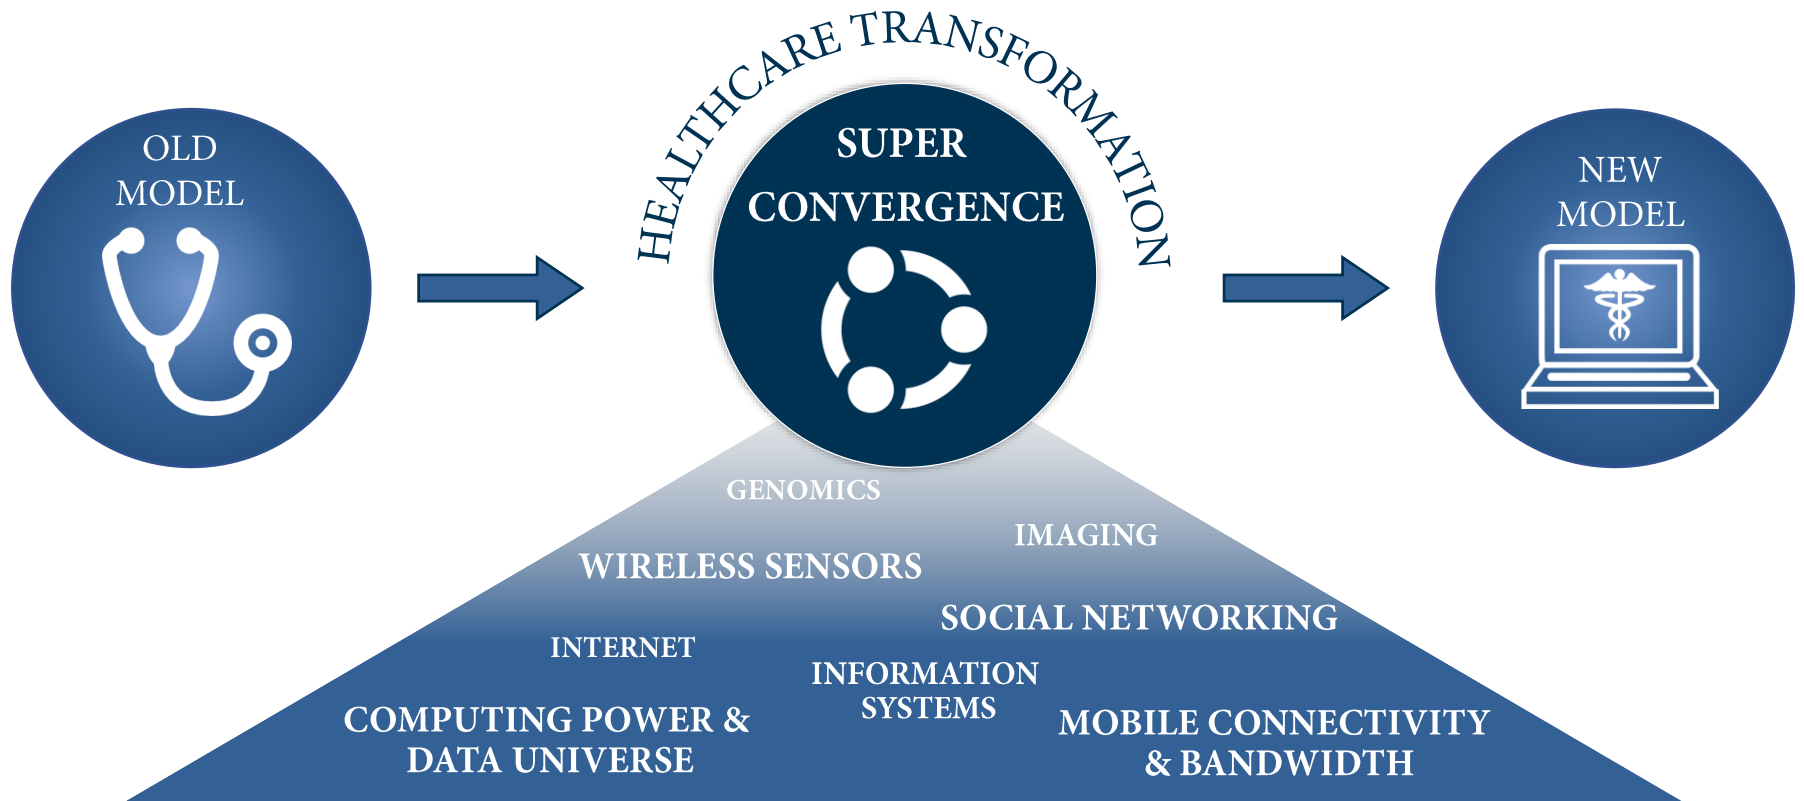 HEALTHCARE TRANSFORMATION
OLD
MODEL
SUPER
CONVERGENCE
NEW
MODEL
GENOMICS
IMAGING
WIRELESS SENSORS
SOCIAL NETWORKING
INTERNET
INFORMATION
SYSTEMS
COMPUTING POWER &
DATA UNIVERSE
MOBILE CONNECTIVITY
& BANDWIDTH